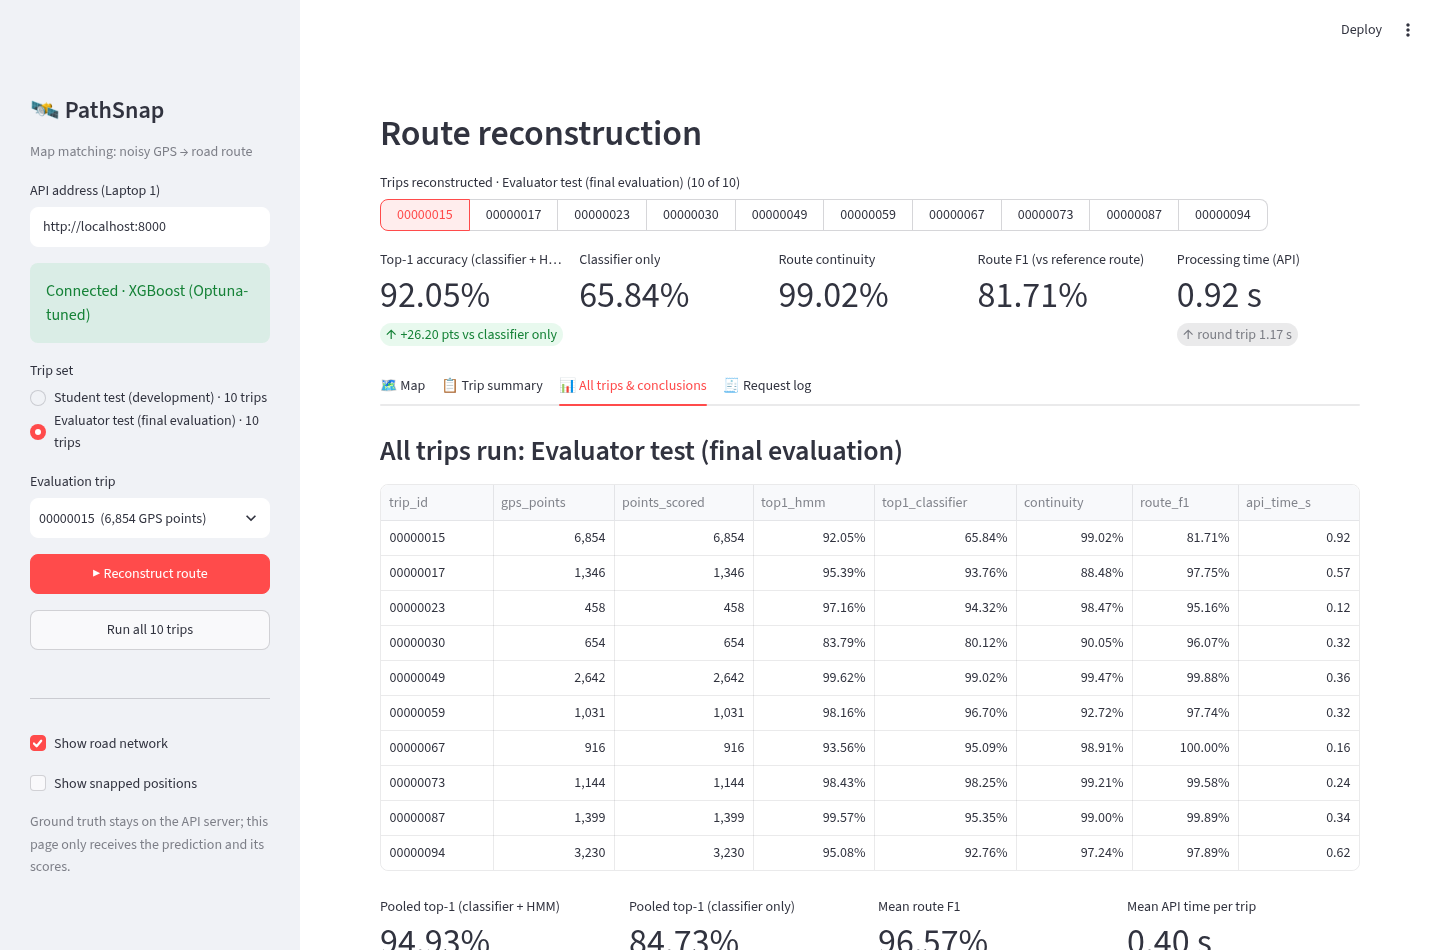 Deploy
PathSnap
Map matching: noisy GPS → road route
API address (Laptop 1)
http://localhost:8000
Connected · XGBoost (Optuna-
tuned)
Trip set
Student test (development) · 10 trips
Evaluator test (final evaluation) · 10
trips
Evaluation trip
00000015 (6,854 GPS points)
▸ Reconstruct route
Run all 10 trips
Show road network
Show snapped positions
Ground truth stays on the API server; this
page only receives the prediction and its
scores.
Route reconstruction
Trips reconstructed · Evaluator test (final evaluation) (10 of 10)
00000015 00000017 00000023 00000030 00000049 00000059 00000067 00000073 00000087 00000094
Top-1 accuracy (classifier + H… Classifier only Route continuity Route F1 (vs reference route) Processing time (API)
92.05% 65.84% 99.02% 81.71% 0.92 s
↑ +26.20 pts vs classifier only ↑ round trip 1.17 s
Map Trip summary All trips & conclusions Request log
All trips run: Evaluator test (final evaluation)
trip_id gps_points points_scored top1_hmm top1_classifier continuity route_f1 api_time_s
00000015 6,854 6,854 92.05% 65.84% 99.02% 81.71% 0.92
00000017 1,346 1,346 95.39% 93.76% 88.48% 97.75% 0.57
00000023 458 458 97.16% 94.32% 98.47% 95.16% 0.12
00000030 654 654 83.79% 80.12% 90.05% 96.07% 0.32
00000049 2,642 2,642 99.62% 99.02% 99.47% 99.88% 0.36
00000059 1,031 1,031 98.16% 96.70% 92.72% 97.74% 0.32
00000067 916 916 93.56% 95.09% 98.91% 100.00% 0.16
00000073 1,144 1,144 98.43% 98.25% 99.21% 99.58% 0.24
00000087 1,399 1,399 99.57% 95.35% 99.00% 99.89% 0.34
00000094 3,230 3,230 95.08% 92.76% 97.24% 97.89% 0.62
Pooled top-1 (classifier + HMM) Pooled top-1 (classifier only) Mean route F1 Mean API time per trip
94.93% 84.73% 96.57% 0.40 s